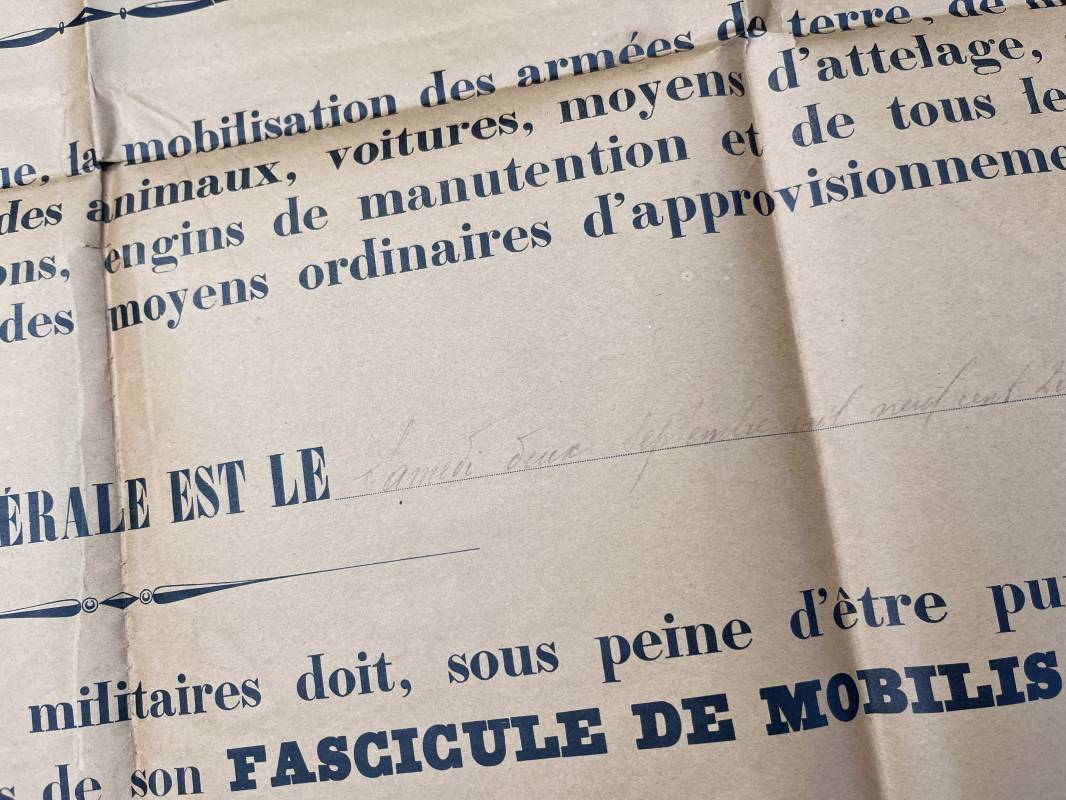 la mobilisation des armées de terre, de
des animaux, voitures, moyens d'attelage,
engins de manutention et de tous le
des moyens ordinaires d'approvisionneme
ÉRALE EST LE Samedi deux septembre mil neuf cent
militaires doit, sous peine d'être pu
de son FASCICULE DE MOBILIS